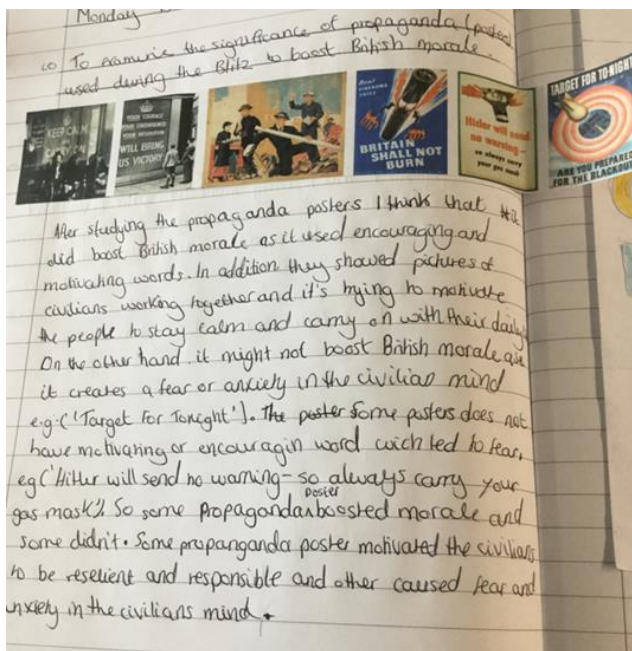 Monday
LO To examine the significance of propaganda (posters)
used during the Blitz to boost British morale.
KEEP CALM
YOUR COURAGE
YOUR CHEERFULNESS
YOUR RESOLUTION
WILL BRING
US VICTORY
BRITAIN
SHALL NOT
BURN
Hitler will send
no warning –
so always carry
your gas mask
TARGET FOR TO-NIGHT
ARE YOU PREPARED
FOR THE BLACKOUT
After studying the propaganda posters I think that it
did boost British morale as it used encouraging and
motivating words. In addition they showed pictures of
civilians working together and it's trying to motivate
the people to stay calm and carry on with their daily
On the other hand it might not boost British morale as
it creates a fear or anxiety in the civilian mind
e.g. ('Target For Tonight'). The poster Some posters does not
have motivating or encouragin word wich led to fear,
eg ('Hitler will send no warning – so always carry your
gas mask'). So some Propaganda poster boosted morale and
some didn't. Some propanganda poster motivated the civilians
to be reselient and responsible and other caused fear and
anxiety in the civilians mind.